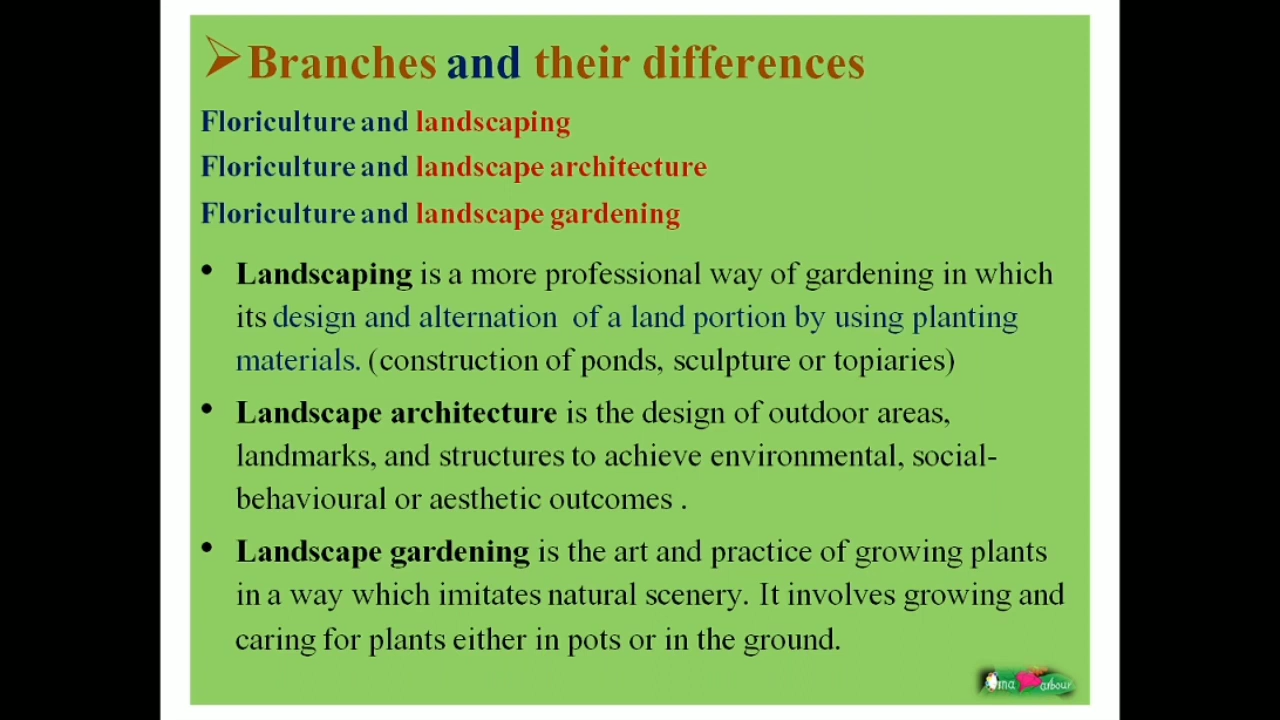 Branches and their differences
Floriculture and landscaping
Floriculture and landscape architecture
Floriculture and landscape gardening
• Landscaping is a more professional way of gardening in which
its design and alternation of a land portion by using planting
materials. (construction of ponds, sculpture or topiaries)
• Landscape architecture is the design of outdoor areas,
landmarks, and structures to achieve environmental, social-
behavioural or aesthetic outcomes .
• Landscape gardening is the art and practice of growing plants
in a way which imitates natural scenery. It involves growing and
caring for plants either in pots or in the ground.